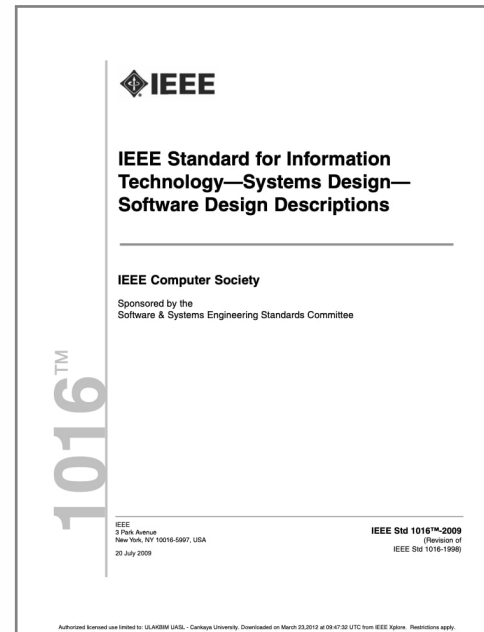 IEEE
IEEE Standard for Information
Technology—Systems Design—
Software Design Descriptions
IEEE Computer Society
Sponsored by the
Software & Systems Engineering Standards Committee
1016™
IEEE
3 Park Avenue
New York, NY 10016-5997, USA
20 July 2009
IEEE Std 1016™-2009
(Revision of
IEEE Std 1016-1998)
Authorized licensed use limited to: ULAKBIM UASL - Cankaya University. Downloaded on March 23,2012 at 09:47:32 UTC from IEEE Xplore. Restrictions apply.